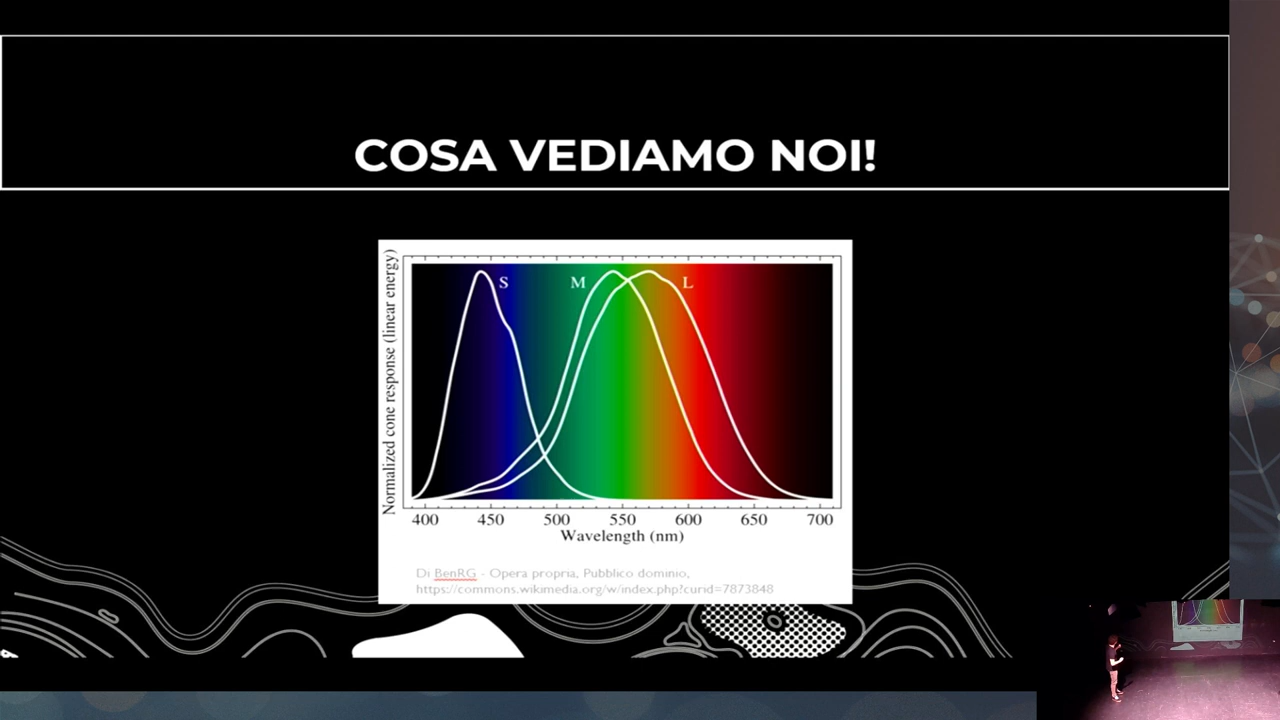 COSA VEDIAMO NOI!
Normalized cone response (linear energy)
S
M
L
400 450 500 550 600 650 700
Wavelength (nm)
Di BenRG - Opera propria, Pubblico dominio,
https://commons.wikimedia.org/w/index.php?curid=7873848